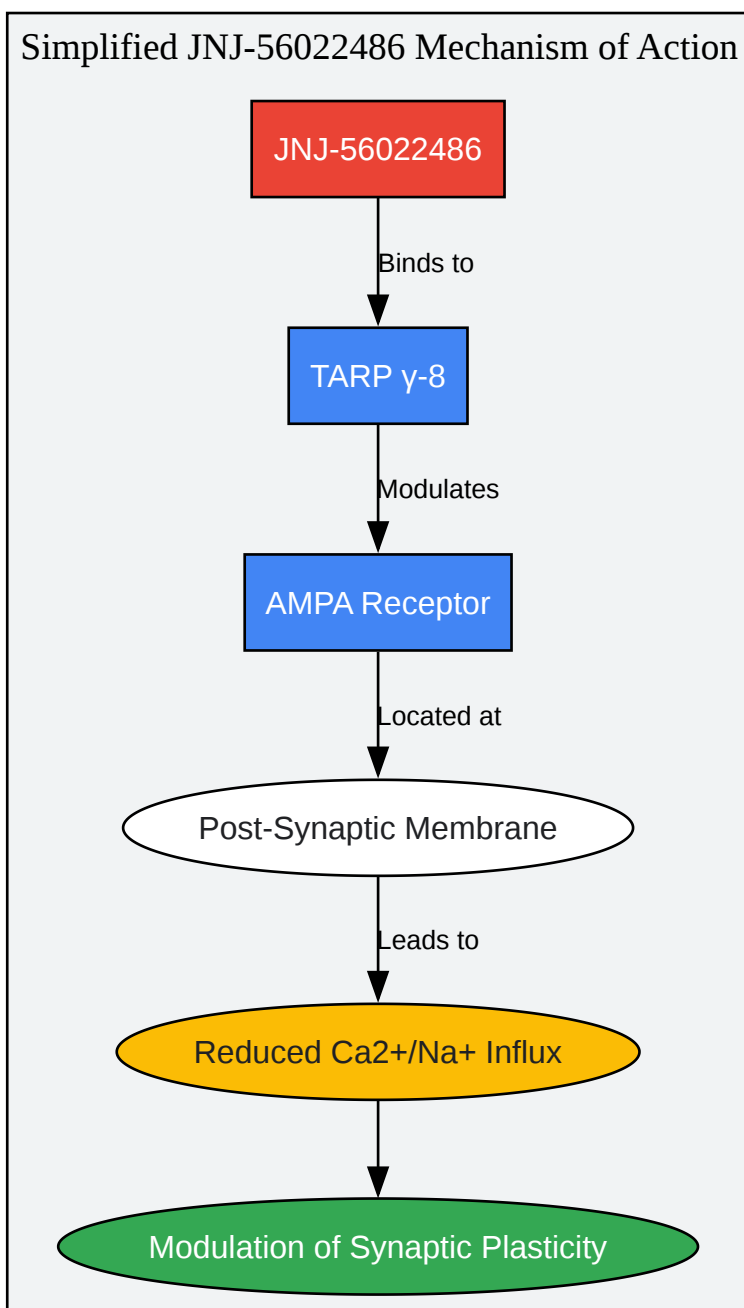 Simplified JNJ-56022486 Mechanism of Action
JNJ-56022486
Binds to
TARP γ-8
Modulates
AMPA Receptor
Located at
Post-Synaptic Membrane
Leads to
Reduced Ca2+/Na+ Influx
Modulation of Synaptic Plasticity